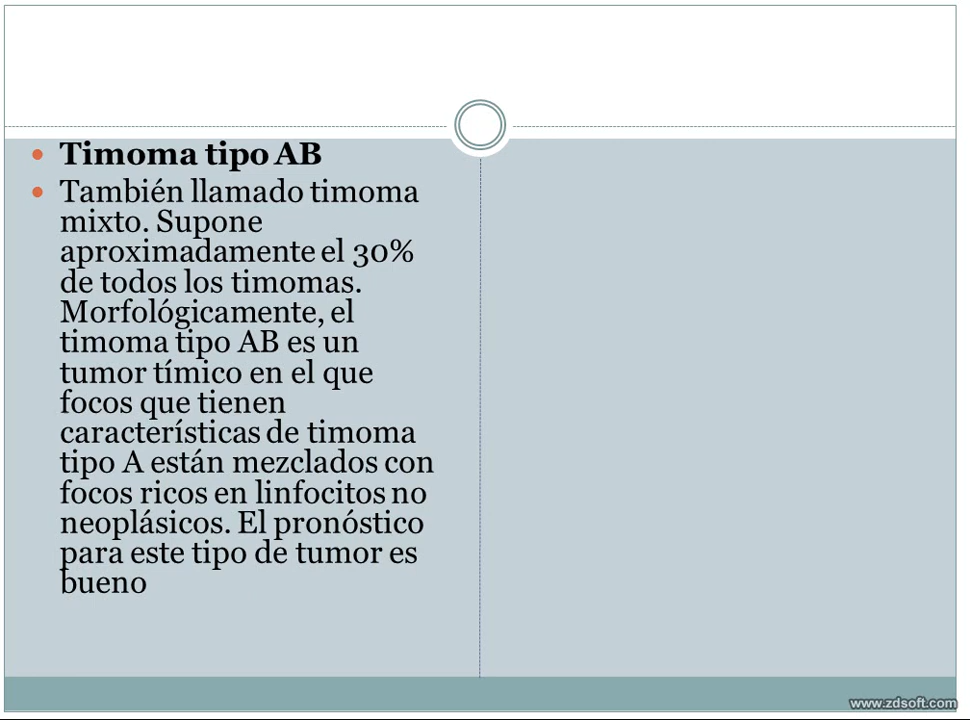 Timoma tipo AB
También llamado timoma
mixto. Supone
aproximadamente el 30%
de todos los timomas.
Morfológicamente, el
timoma tipo AB es un
tumor tímico en el que
focos que tienen
características de timoma
tipo A están mezclados con
focos ricos en linfocitos no
neoplásicos. El pronóstico
para este tipo de tumor es
bueno
www.zdsoft.com